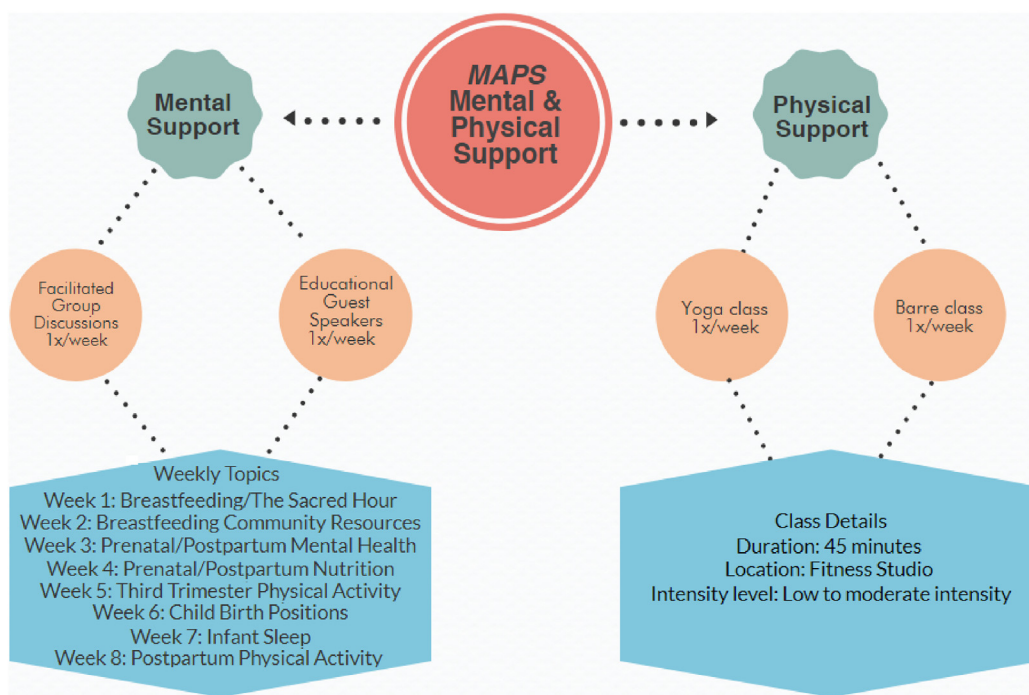 MAPS
Mental &
Physical
Support
Mental
Support
Physical
Support
Facilitated
Group
Discussions
1x/week
Educational
Guest
Speakers
1x/week
Yoga class
1x/week
Barre class
1x/week
Weekly Topics
Week 1: Breastfeeding/The Sacred Hour
Week 2: Breastfeeding Community Resources
Week 3: Prenatal/Postpartum Mental Health
Week 4: Prenatal/Postpartum Nutrition
Week 5: Third Trimester Physical Activity
Week 6: Child Birth Positions
Week 7: Infant Sleep
Week 8: Postpartum Physical Activity
Class Details
Duration: 45 minutes
Location: Fitness Studio
Intensity level: Low to moderate intensity